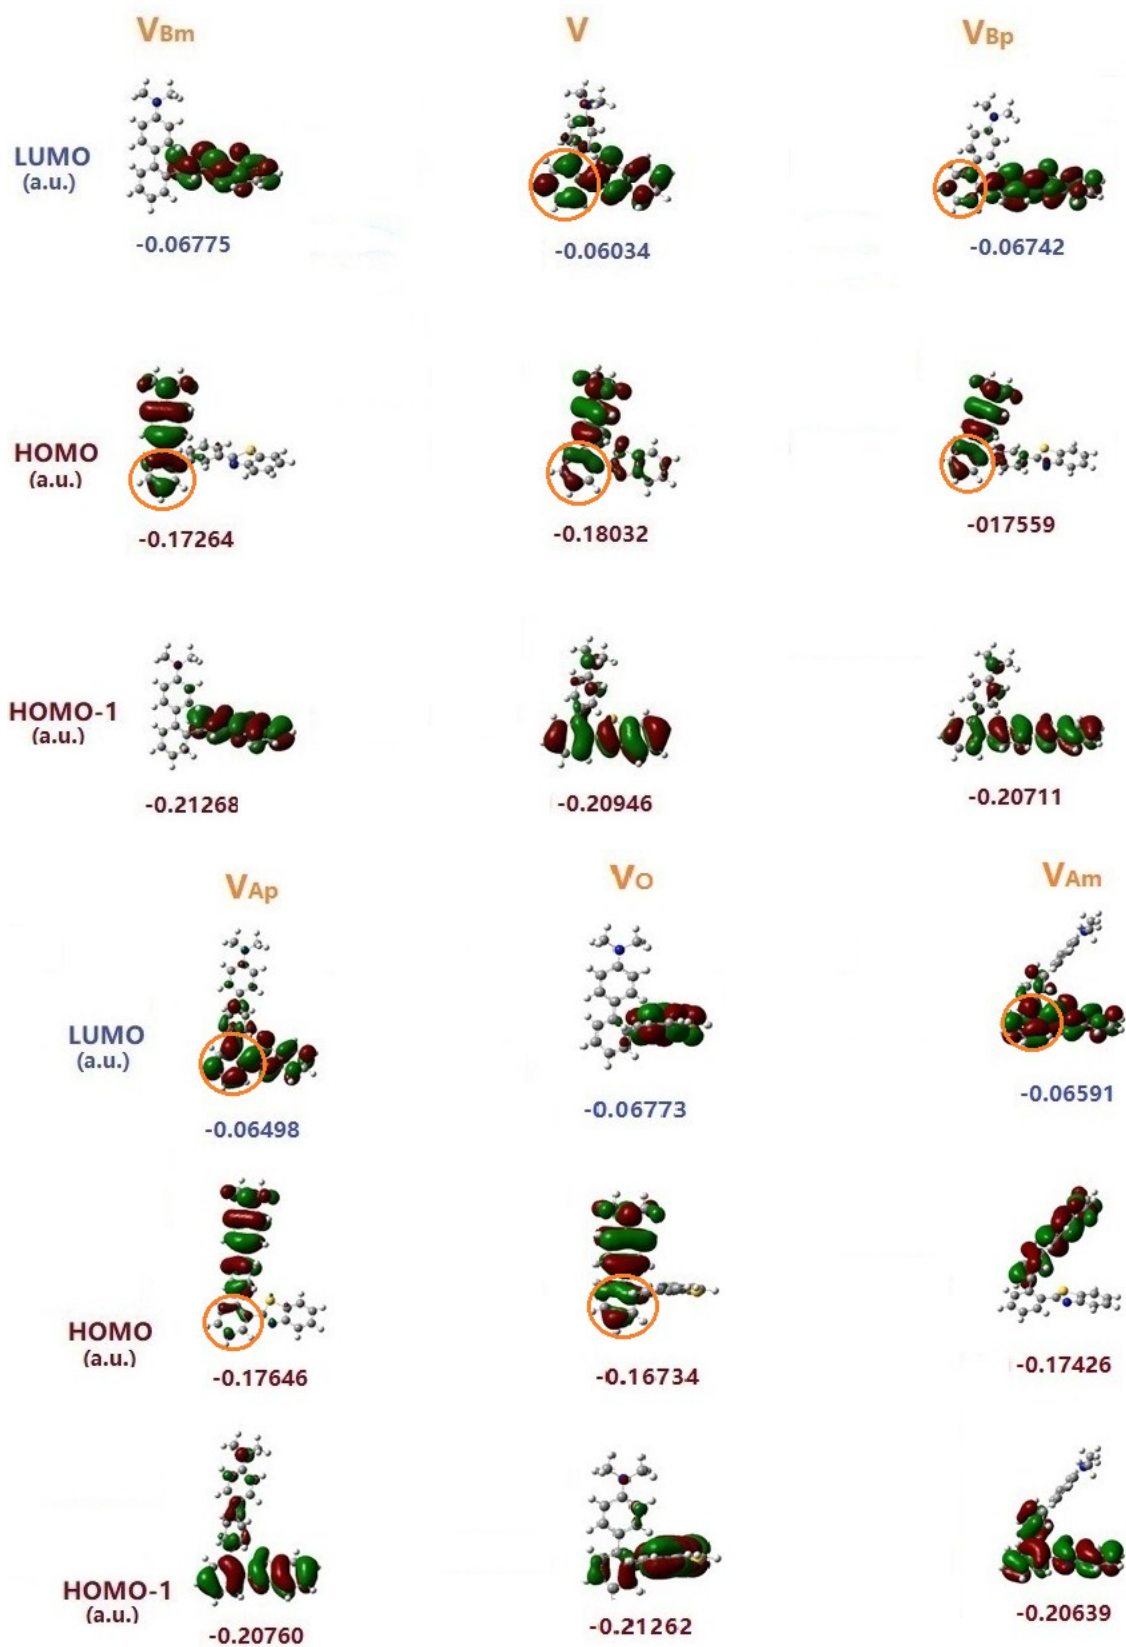 VBm V VBp
LUMO
(a.u.)
-0.06775 -0.06034 -0.06742
HOMO
(a.u.)
-0.17264 -0.18032 -017559
HOMO-1
(a.u.)
-0.21268 -0.20946 -0.20711
VAp VO VAm
LUMO
(a.u.)
-0.06498 -0.06773 -0.06591
HOMO
(a.u.)
-0.17646 -0.16734 -0.17426
HOMO-1
(a.u.)
-0.20760 -0.21262 -0.20639